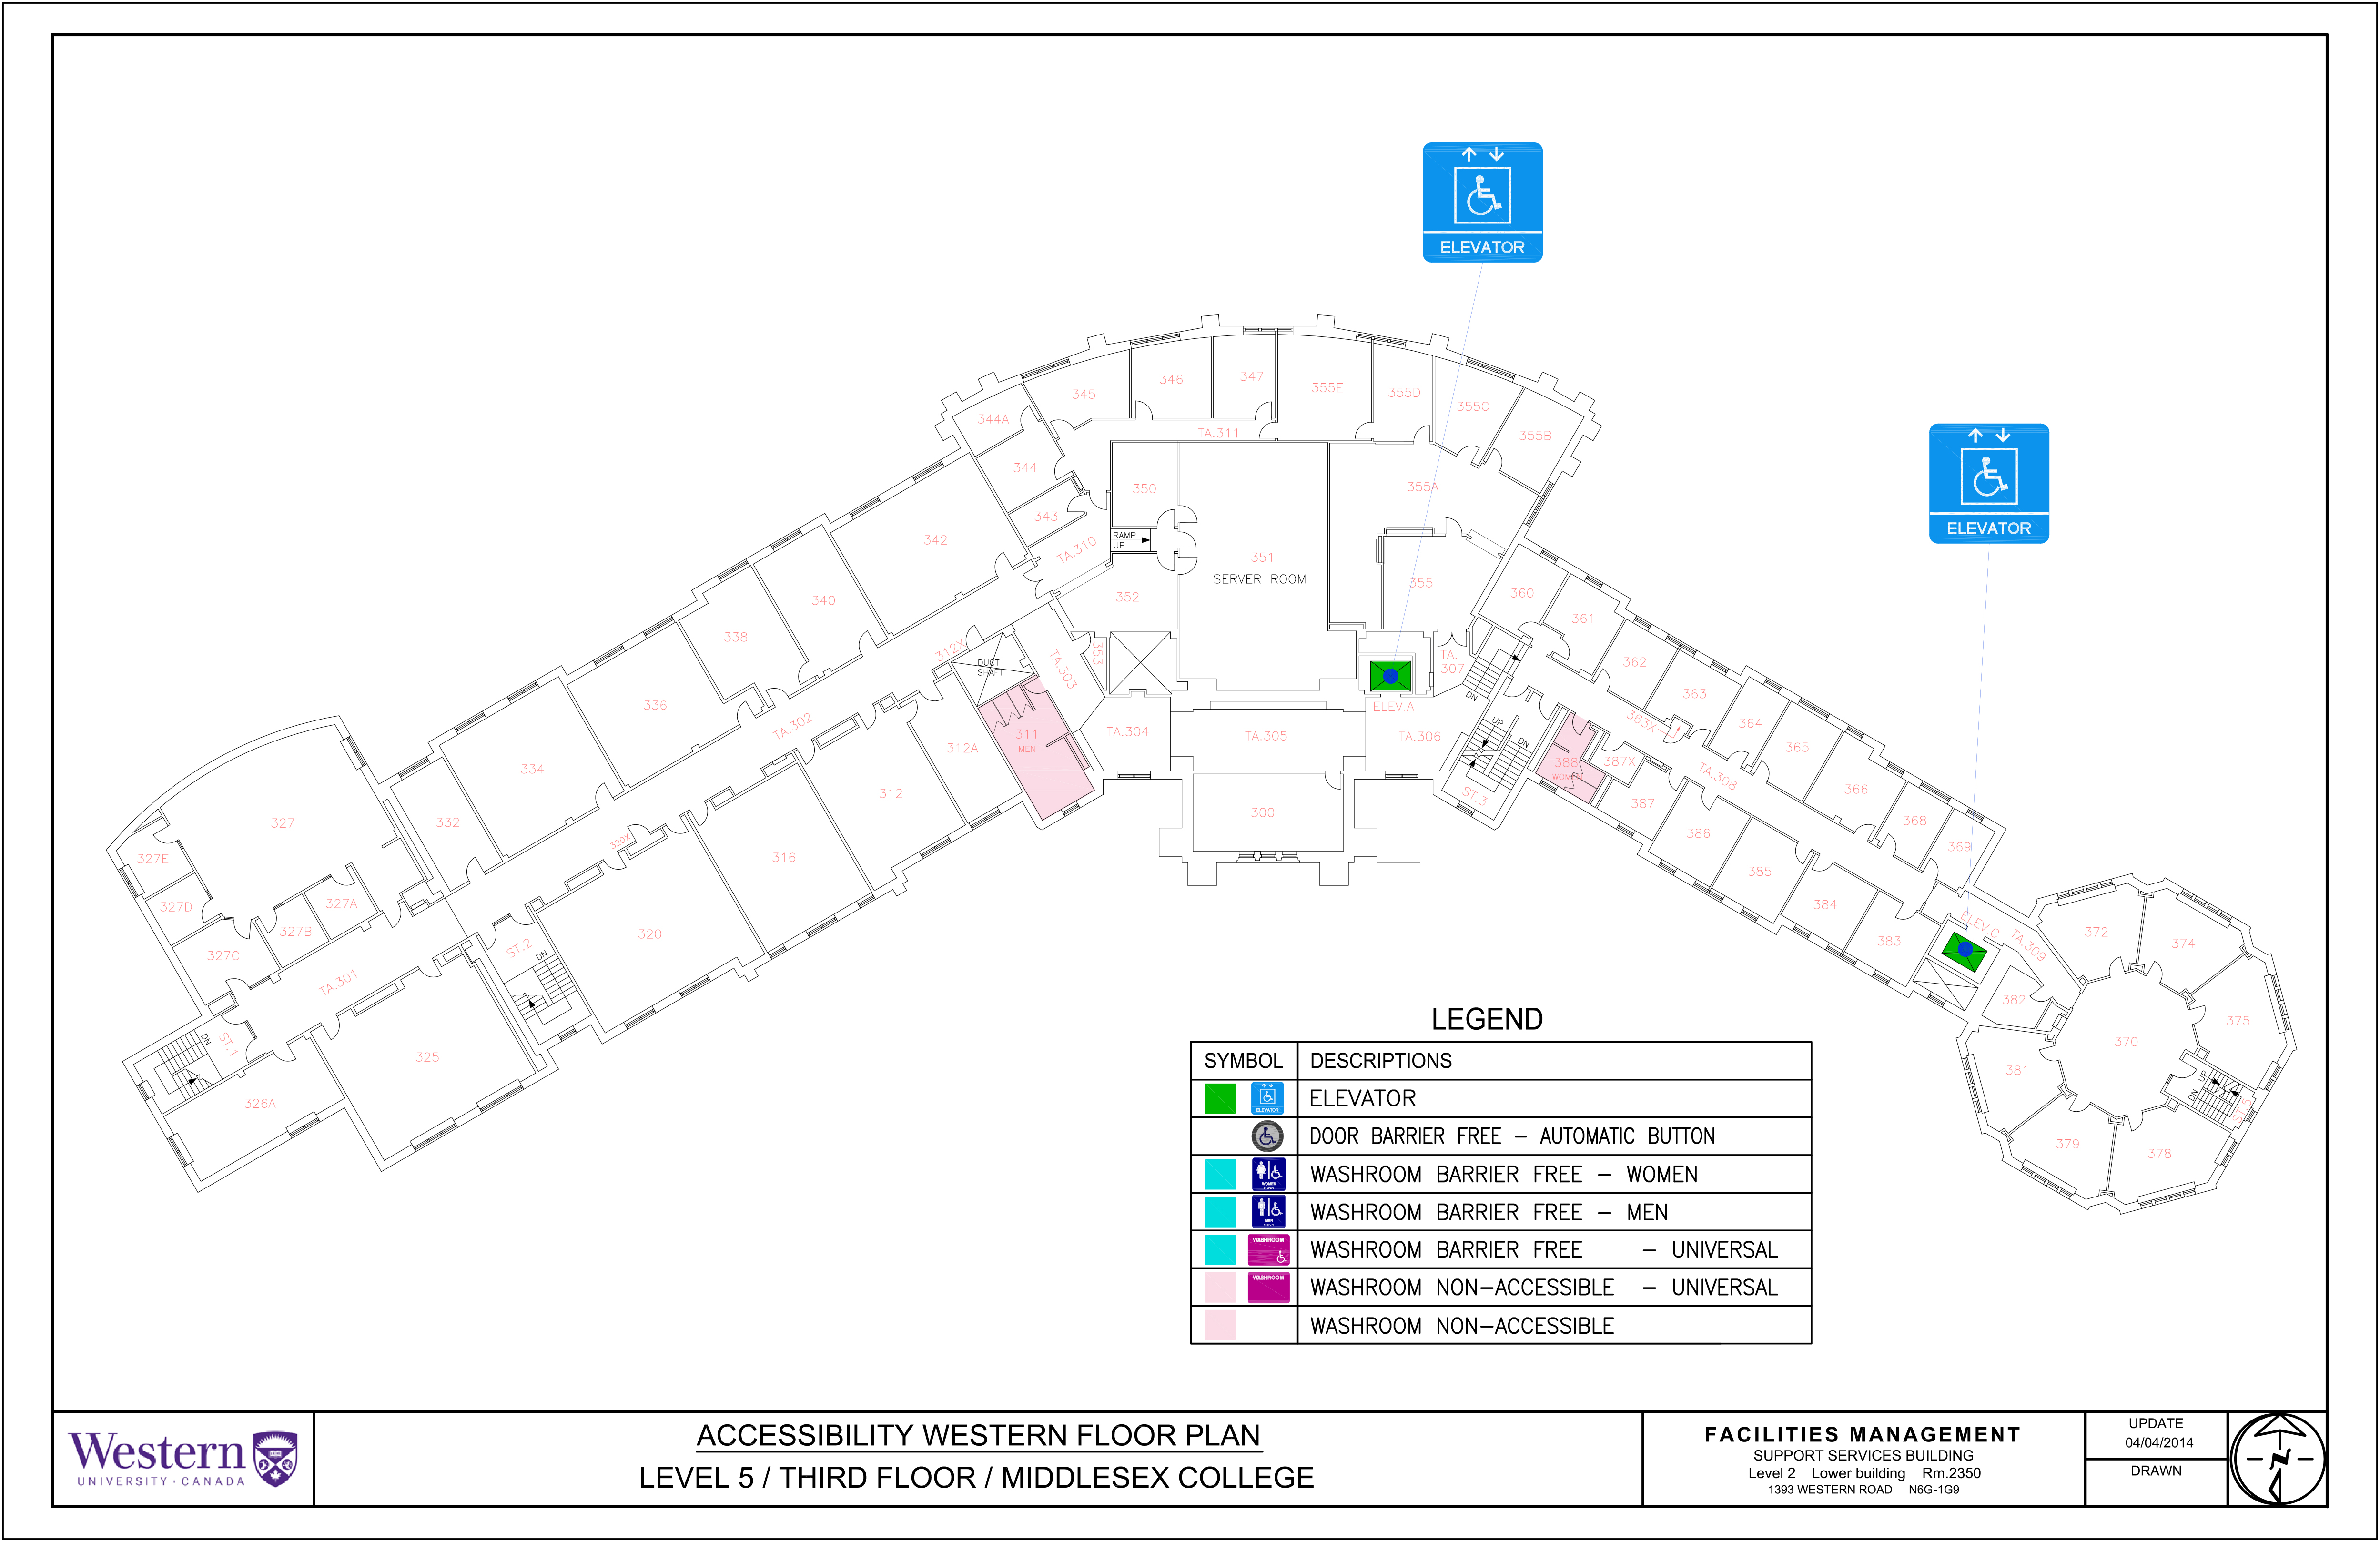 ELEVATOR
ELEVATOR
345
346
347
355E
355D
355C
355B
344A
TA.311
344
350
355A
343
RAMP
UP
TA.310
342
351
SERVER ROOM
355
352
360
361
340
338
312X
DUCT
SHAFT
TA.303
353
TA.
307
DN
362
363
363X
364
365
366
368
369
336
TA.302
311
MEN
312A
TA.304
TA.305
ELEV.A
TA.306
UP
DN
ST.3
388
387X
387
TA.308
386
385
384
383
334
332
327
312
300
316
320X
320
327E
327D
327A
327B
327C
ST.2
DN
TA.301
325
ST.1
DN
326A
ELEV.C
TA.309
372
374
375
382
370
381
379
378
UP
DN
ST.5
LEGEND
SYMBOL DESCRIPTIONS
ELEVATOR ELEVATOR
DOOR BARRIER FREE – AUTOMATIC BUTTON
WOMEN WASHROOM BARRIER FREE – WOMEN
MEN WASHROOM BARRIER FREE – MEN
WASHROOM WASHROOM BARRIER FREE – UNIVERSAL
WASHROOM WASHROOM NON–ACCESSIBLE – UNIVERSAL
WASHROOM NON–ACCESSIBLE
Western
UNIVERSITY · CANADA
ACCESSIBILITY WESTERN FLOOR PLAN
LEVEL 5 / THIRD FLOOR / MIDDLESEX COLLEGE
FACILITIES MANAGEMENT
SUPPORT SERVICES BUILDING
Level 2 Lower building Rm.2350
1393 WESTERN ROAD N6G-1G9
UPDATE
04/04/2014
DRAWN
N